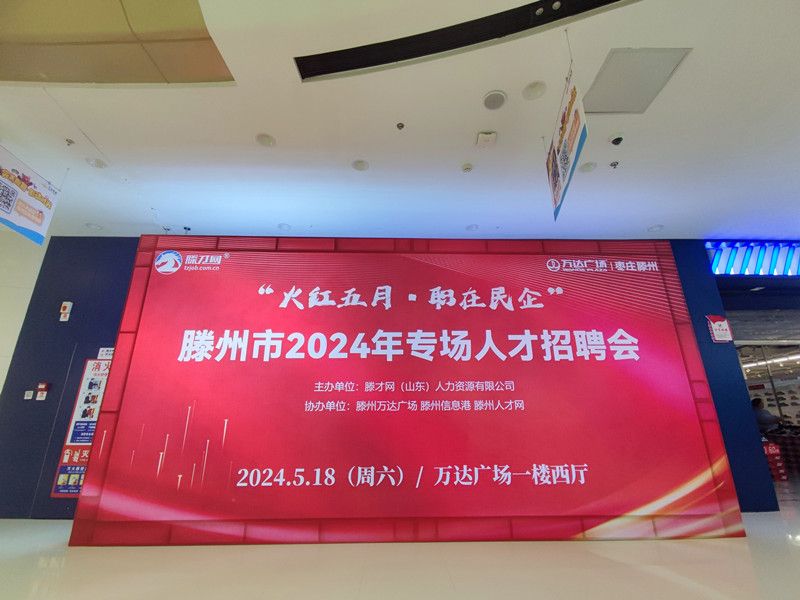 滕才网®
tzjob.com.cn
万达广场 枣庄滕州
WANDA PLAZA
“火红五月·职在民企”
滕州市2024年专场人才招聘会
主办单位：滕才网（山东）人力资源有限公司
协办单位：滕州万达广场 滕州信息港 滕州人才网
2024.5.18（周六）/ 万达广场一楼西厅
消火